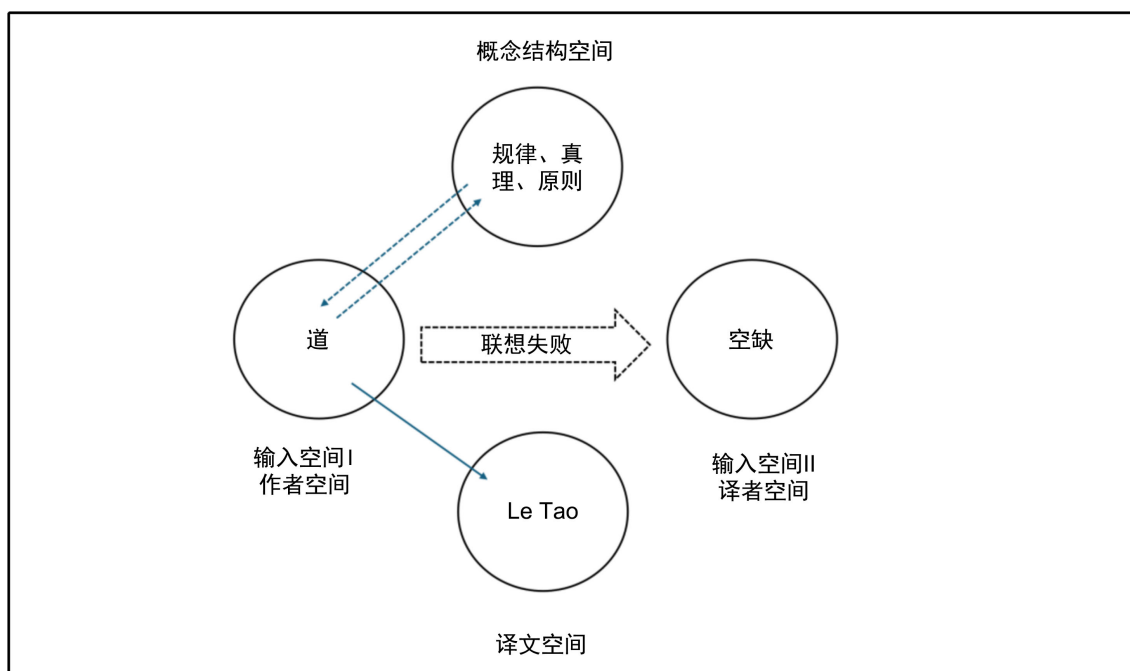 概念结构空间
规律、真
理、原则
道
联想失败
空缺
输入空间I
作者空间
输入空间II
译者空间
Le Tao
译文空间